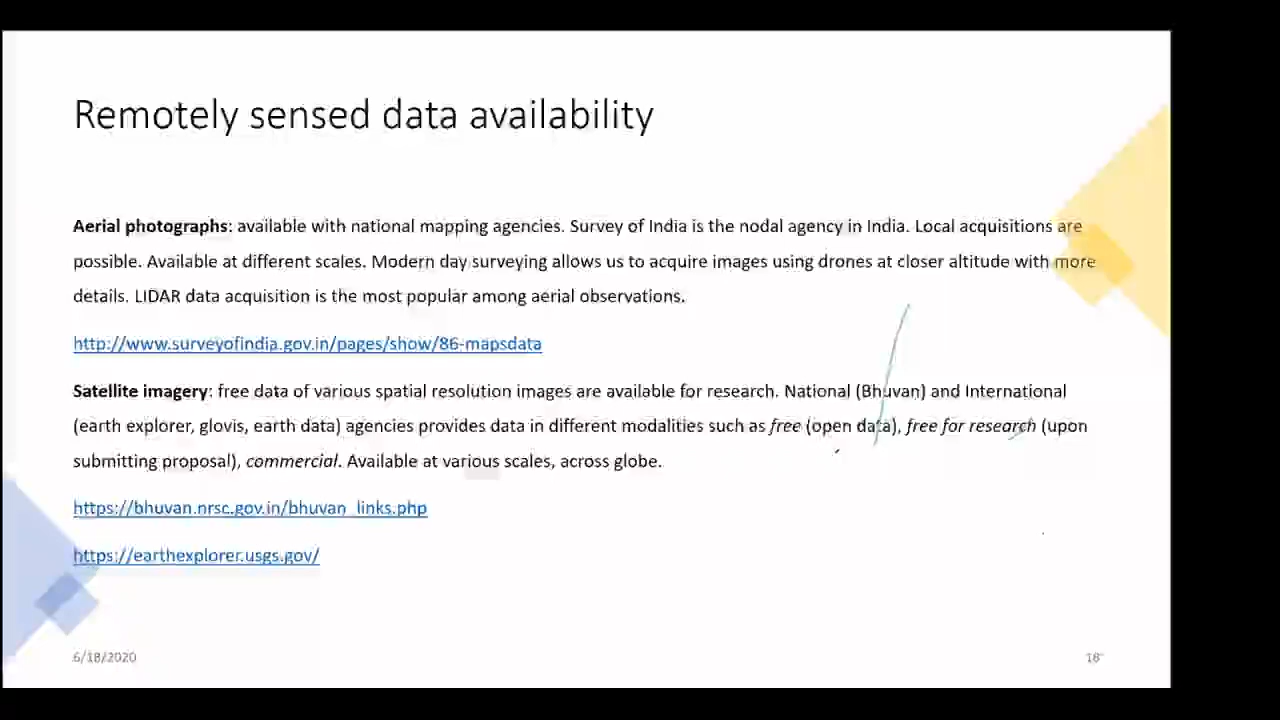 Remotely sensed data availability
Aerial photographs: available with national mapping agencies. Survey of India is the nodal agency in India. Local acquisitions are
possible. Available at different scales. Modern day surveying allows us to acquire images using drones at closer altitude with more
details. LIDAR data acquisition is the most popular among aerial observations.
http://www.surveyofindia.gov.in/pages/show/86-mapsdata
Satellite imagery: free data of various spatial resolution images are available for research. National (Bhuvan) and International
(earth explorer, glovis, earth data) agencies provides data in different modalities such as free (open data), free for research (upon
submitting proposal), commercial. Available at various scales, across globe.
https://bhuvan.nrsc.gov.in/bhuvan_links.php
https://earthexplorer.usgs.gov/
6/18/2020
18